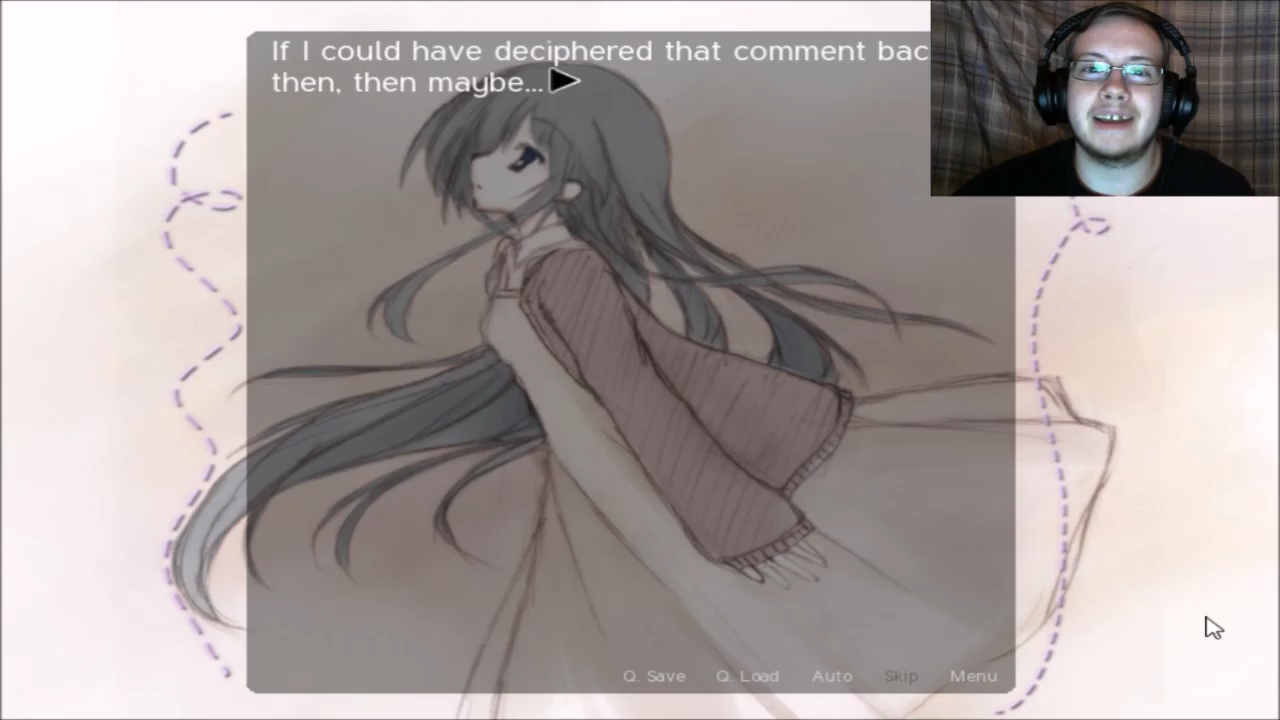 If I could have deciphered that comment bac
then, then maybe...
Q. Save Q. Load Auto Skip Menu